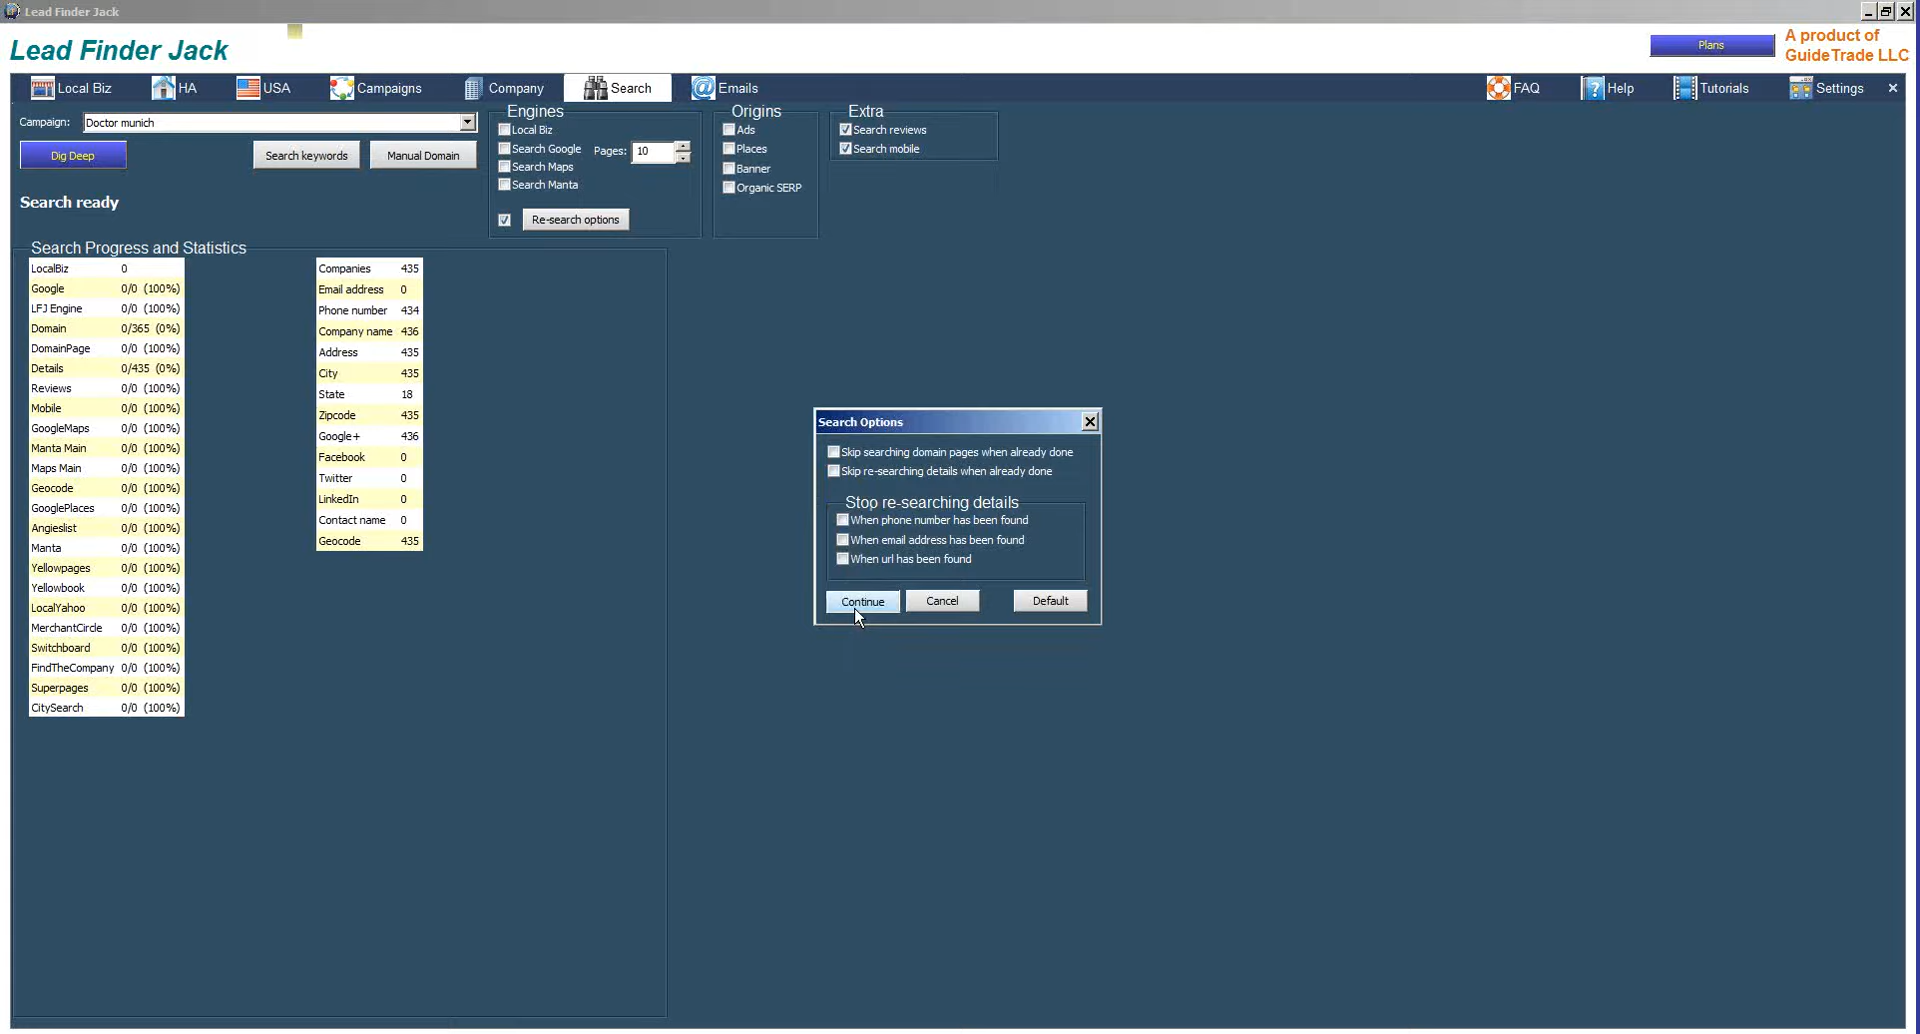 Lead Finder Jack
Lead Finder Jack
Plans
A product of
GuideTrade LLC
Local Biz
HA
USA
Campaigns
Company
Search
Emails
FAQ
Help
Tutorials
Settings
Campaign:
Doctor munich
Dig Deep
Search keywords
Manual Domain
Search ready
Engines
Local Biz
Search Google
Pages:
10
Search Maps
Search Manta
Re-search options
Origins
Ads
Places
Banner
Organic SERP
Extra
Search reviews
Search mobile
Search Progress and Statistics
LocalBiz 0
Google 0/0 (100%)
LFJ Engine 0/0 (100%)
Domain 0/365 (0%)
DomainPage 0/0 (100%)
Details 0/435 (0%)
Reviews 0/0 (100%)
Mobile 0/0 (100%)
GoogleMaps 0/0 (100%)
Manta Main 0/0 (100%)
Maps Main 0/0 (100%)
Geocode 0/0 (100%)
GooglePlaces 0/0 (100%)
Angieslist 0/0 (100%)
Manta 0/0 (100%)
Yellowpages 0/0 (100%)
Yellowbook 0/0 (100%)
LocalYahoo 0/0 (100%)
MerchantCircle 0/0 (100%)
Switchboard 0/0 (100%)
FindTheCompany 0/0 (100%)
Superpages 0/0 (100%)
CitySearch 0/0 (100%)
Companies 435
Email address 0
Phone number 434
Company name 436
Address 435
City 435
State 18
Zipcode 435
Google+ 436
Facebook 0
Twitter 0
LinkedIn 0
Contact name 0
Geocode 435
Search Options
Skip searching domain pages when already done
Skip re-searching details when already done
Stop re-searching details
When phone number has been found
When email address has been found
When url has been found
Continue
Cancel
Default